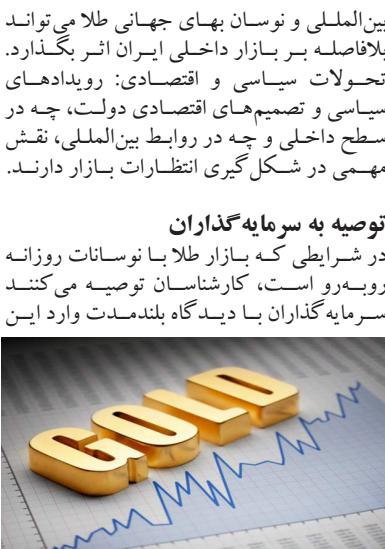 بین‌المللی و نوسان بهای جهانی طلا می‌تواند
بلافاصله بر بازار داخلی ایران اثر بگذارد.
تحولات سیاسی و اقتصادی: رویدادهای
سیاسی و تصمیم‌های اقتصادی دولت، چه در
سطح داخلی و چه در روابط بین‌المللی، نقش
مهمی در شکل‌گیری انتظارات بازار دارند.
توصیه به سرمایه‌گذاران
در شرایطی که بازار طلا با نوسانات روزانه
روبه‌رو است، کارشناسان توصیه می‌کنند
سرمایه‌گذاران با دیدگاه بلندمدت وارد این
GOLD